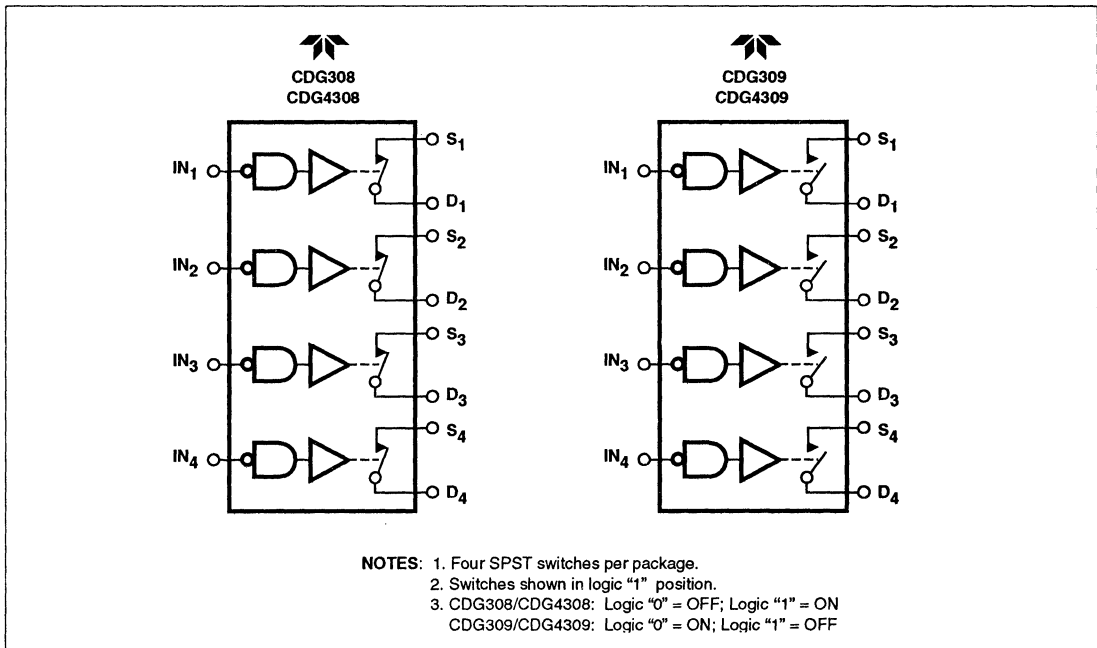 CDG308
CDG4308
IN1
S1
D1
IN2
S2
D2
IN3
S3
D3
IN4
S4
D4
CDG309
CDG4309
IN1
S1
D1
IN2
S2
D2
IN3
S3
D3
IN4
S4
D4
NOTES: 1. Four SPST switches per package.
2. Switches shown in logic “1” position.
3. CDG308/CDG4308: Logic “0” = OFF; Logic “1” = ON
CDG309/CDG4309: Logic “0” = ON; Logic “1” = OFF